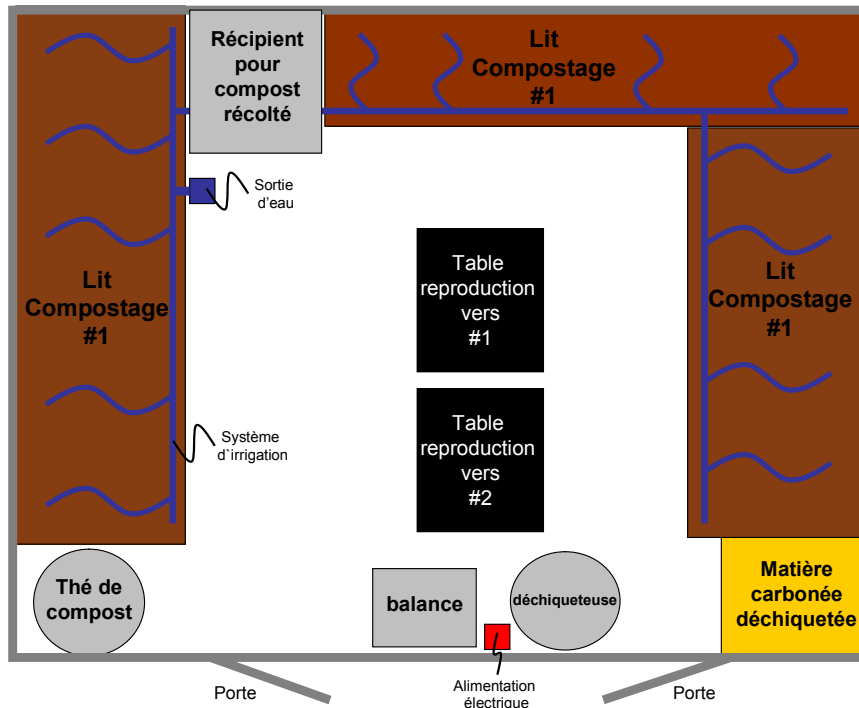 Récipient
pour
compost
récolté
Lit
Compostage
#1
Sortie
d'eau
Lit
Compostage
#1
Table
reproduction
vers
#1
Lit
Compostage
#1
Table
reproduction
vers
#2
Système
d`irrigation
Thé de
compost
balance
déchiqueteuse
Matière
carbonée
déchiquetée
Porte
Alimentation
électrique
Porte